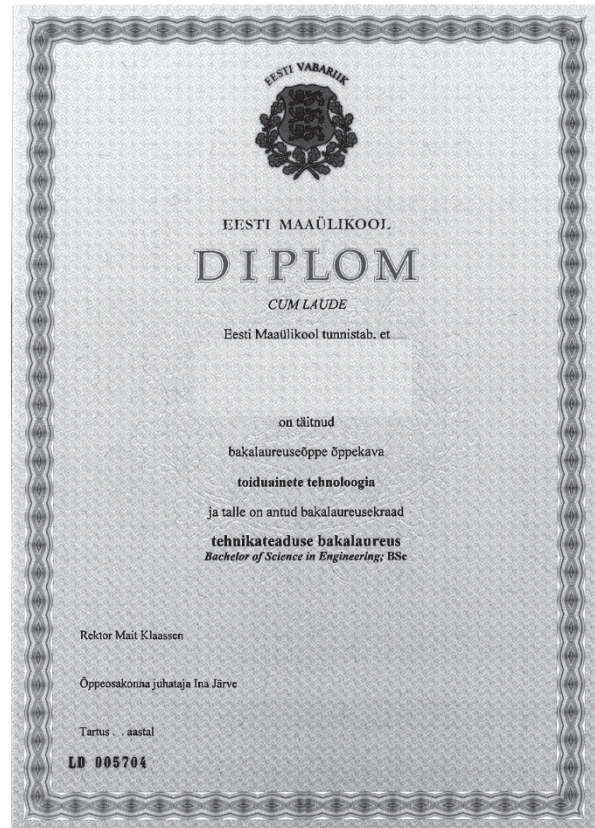 EESTI VABARIIK
EESTI MAAÜLIKOOL
DIPLOM
CUM LAUDE
Eesti Maaülikool tunnistab, et
on täitnud
bakalaureuseõppe õppekava
toiduainete tehnoloogia
ja talle on antud bakalaureusekraad
tehnikateaduse bakalaureus
Bachelor of Science in Engineering; BSc
Rektor Mait Klaassen
Õppeosakonna juhataja Ina Järve
Tartus . . aastal
LD 005704